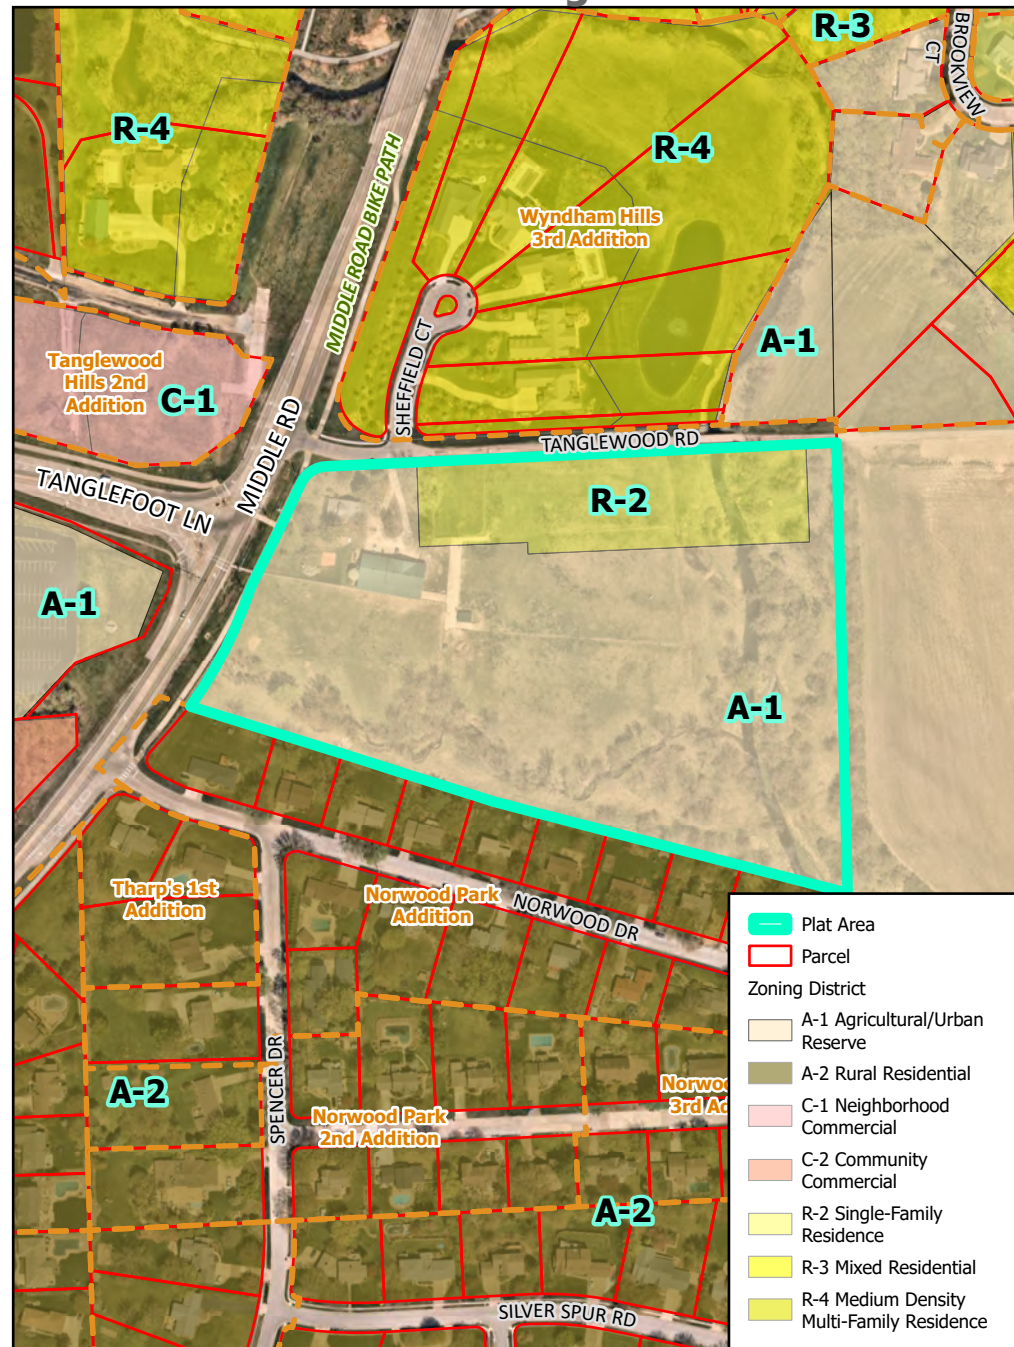 R-3
BROOKVIEW
CT
R-4
R-4
MIDDLE ROAD BIKE PATH
Wyndham Hills
3rd Addition
SHEFFIELD CT
A-1
Tanglewood
Hills 2nd
Addition
C-1
MIDDLE RD
TANGLEWOOD RD
TANGLEFOOT LN
R-2
A-1
A-1
Tharp's 1st
Addition
Norwood Park
Addition
NORWOOD DR
SPENCER DR
A-2
Norwood Park
2nd Addition
A-2
SILVER SPUR RD
Plat Area
Parcel
Zoning District
A-1 Agricultural/Urban
Reserve
A-2 Rural Residential
C-1 Neighborhood
Commercial
C-2 Community
Commercial
R-2 Single-Family
Residence
R-3 Mixed Residential
R-4 Medium Density
Multi-Family Residence